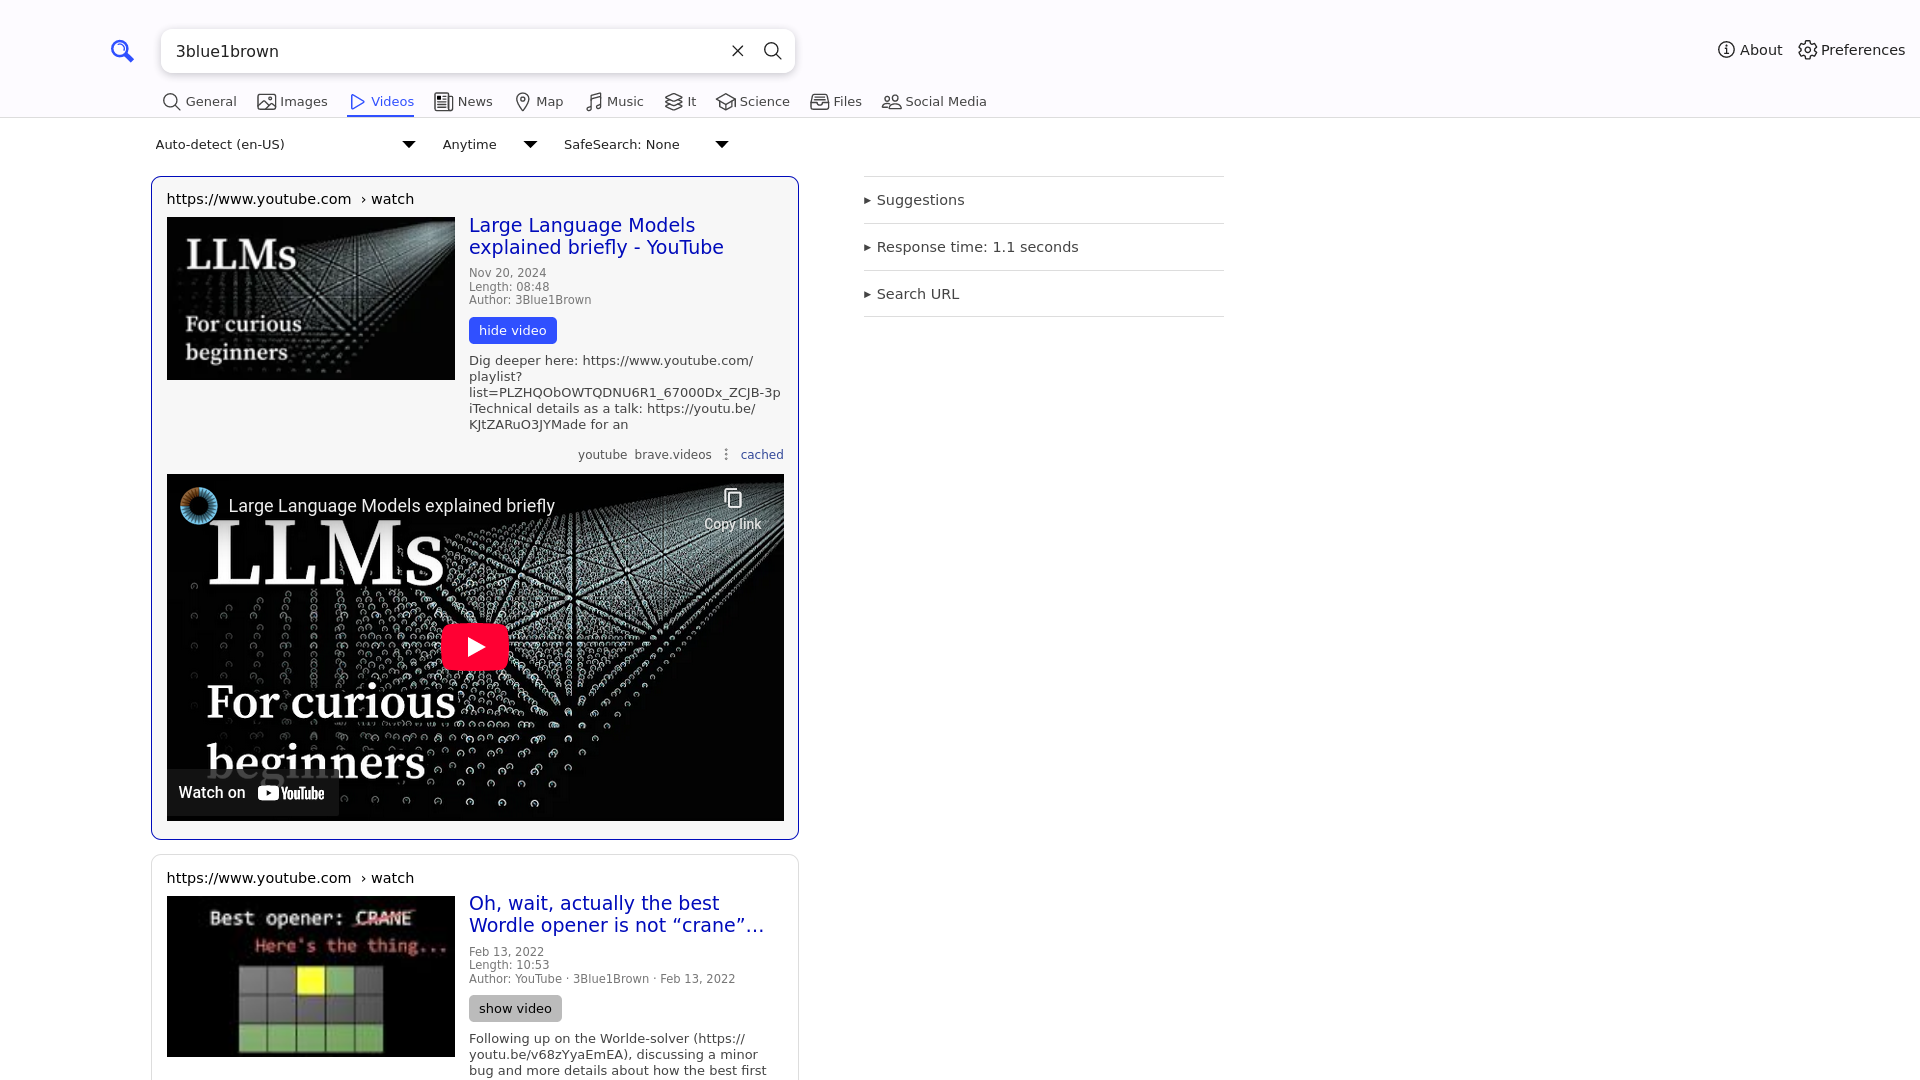 3blue1brown
About
Preferences
General
Images
Videos
News
Map
Music
It
Science
Files
Social Media
Auto-detect (en-US)
Anytime
SafeSearch: None
https://www.youtube.com › watch
LLMs
For curious
beginners
Large Language Models
explained briefly - YouTube
Nov 20, 2024
Length: 08:48
Author: 3Blue1Brown
hide video
Dig deeper here: https://www.youtube.com/
playlist?
list=PLZHQObOWTQDNU6R1_67000Dx_ZCJB-3p
iTechnical details as a talk: https://youtu.be/
KJtZARuO3JYMade for an
youtube brave.videos ⋮ cached
Large Language Models explained briefly
Copy link
LLMs
For curious
beginners
Watch on YouTube
https://www.youtube.com › watch
Best opener: CRANE
Here's the thing...
Oh, wait, actually the best
Wordle opener is not “crane”…
Feb 13, 2022
Length: 10:53
Author: YouTube · 3Blue1Brown · Feb 13, 2022
show video
Following up on the Worlde-solver (https://
youtu.be/v68zYyaEmEA), discussing a minor
bug and more details about how the best first
▸ Suggestions
▸ Response time: 1.1 seconds
▸ Search URL